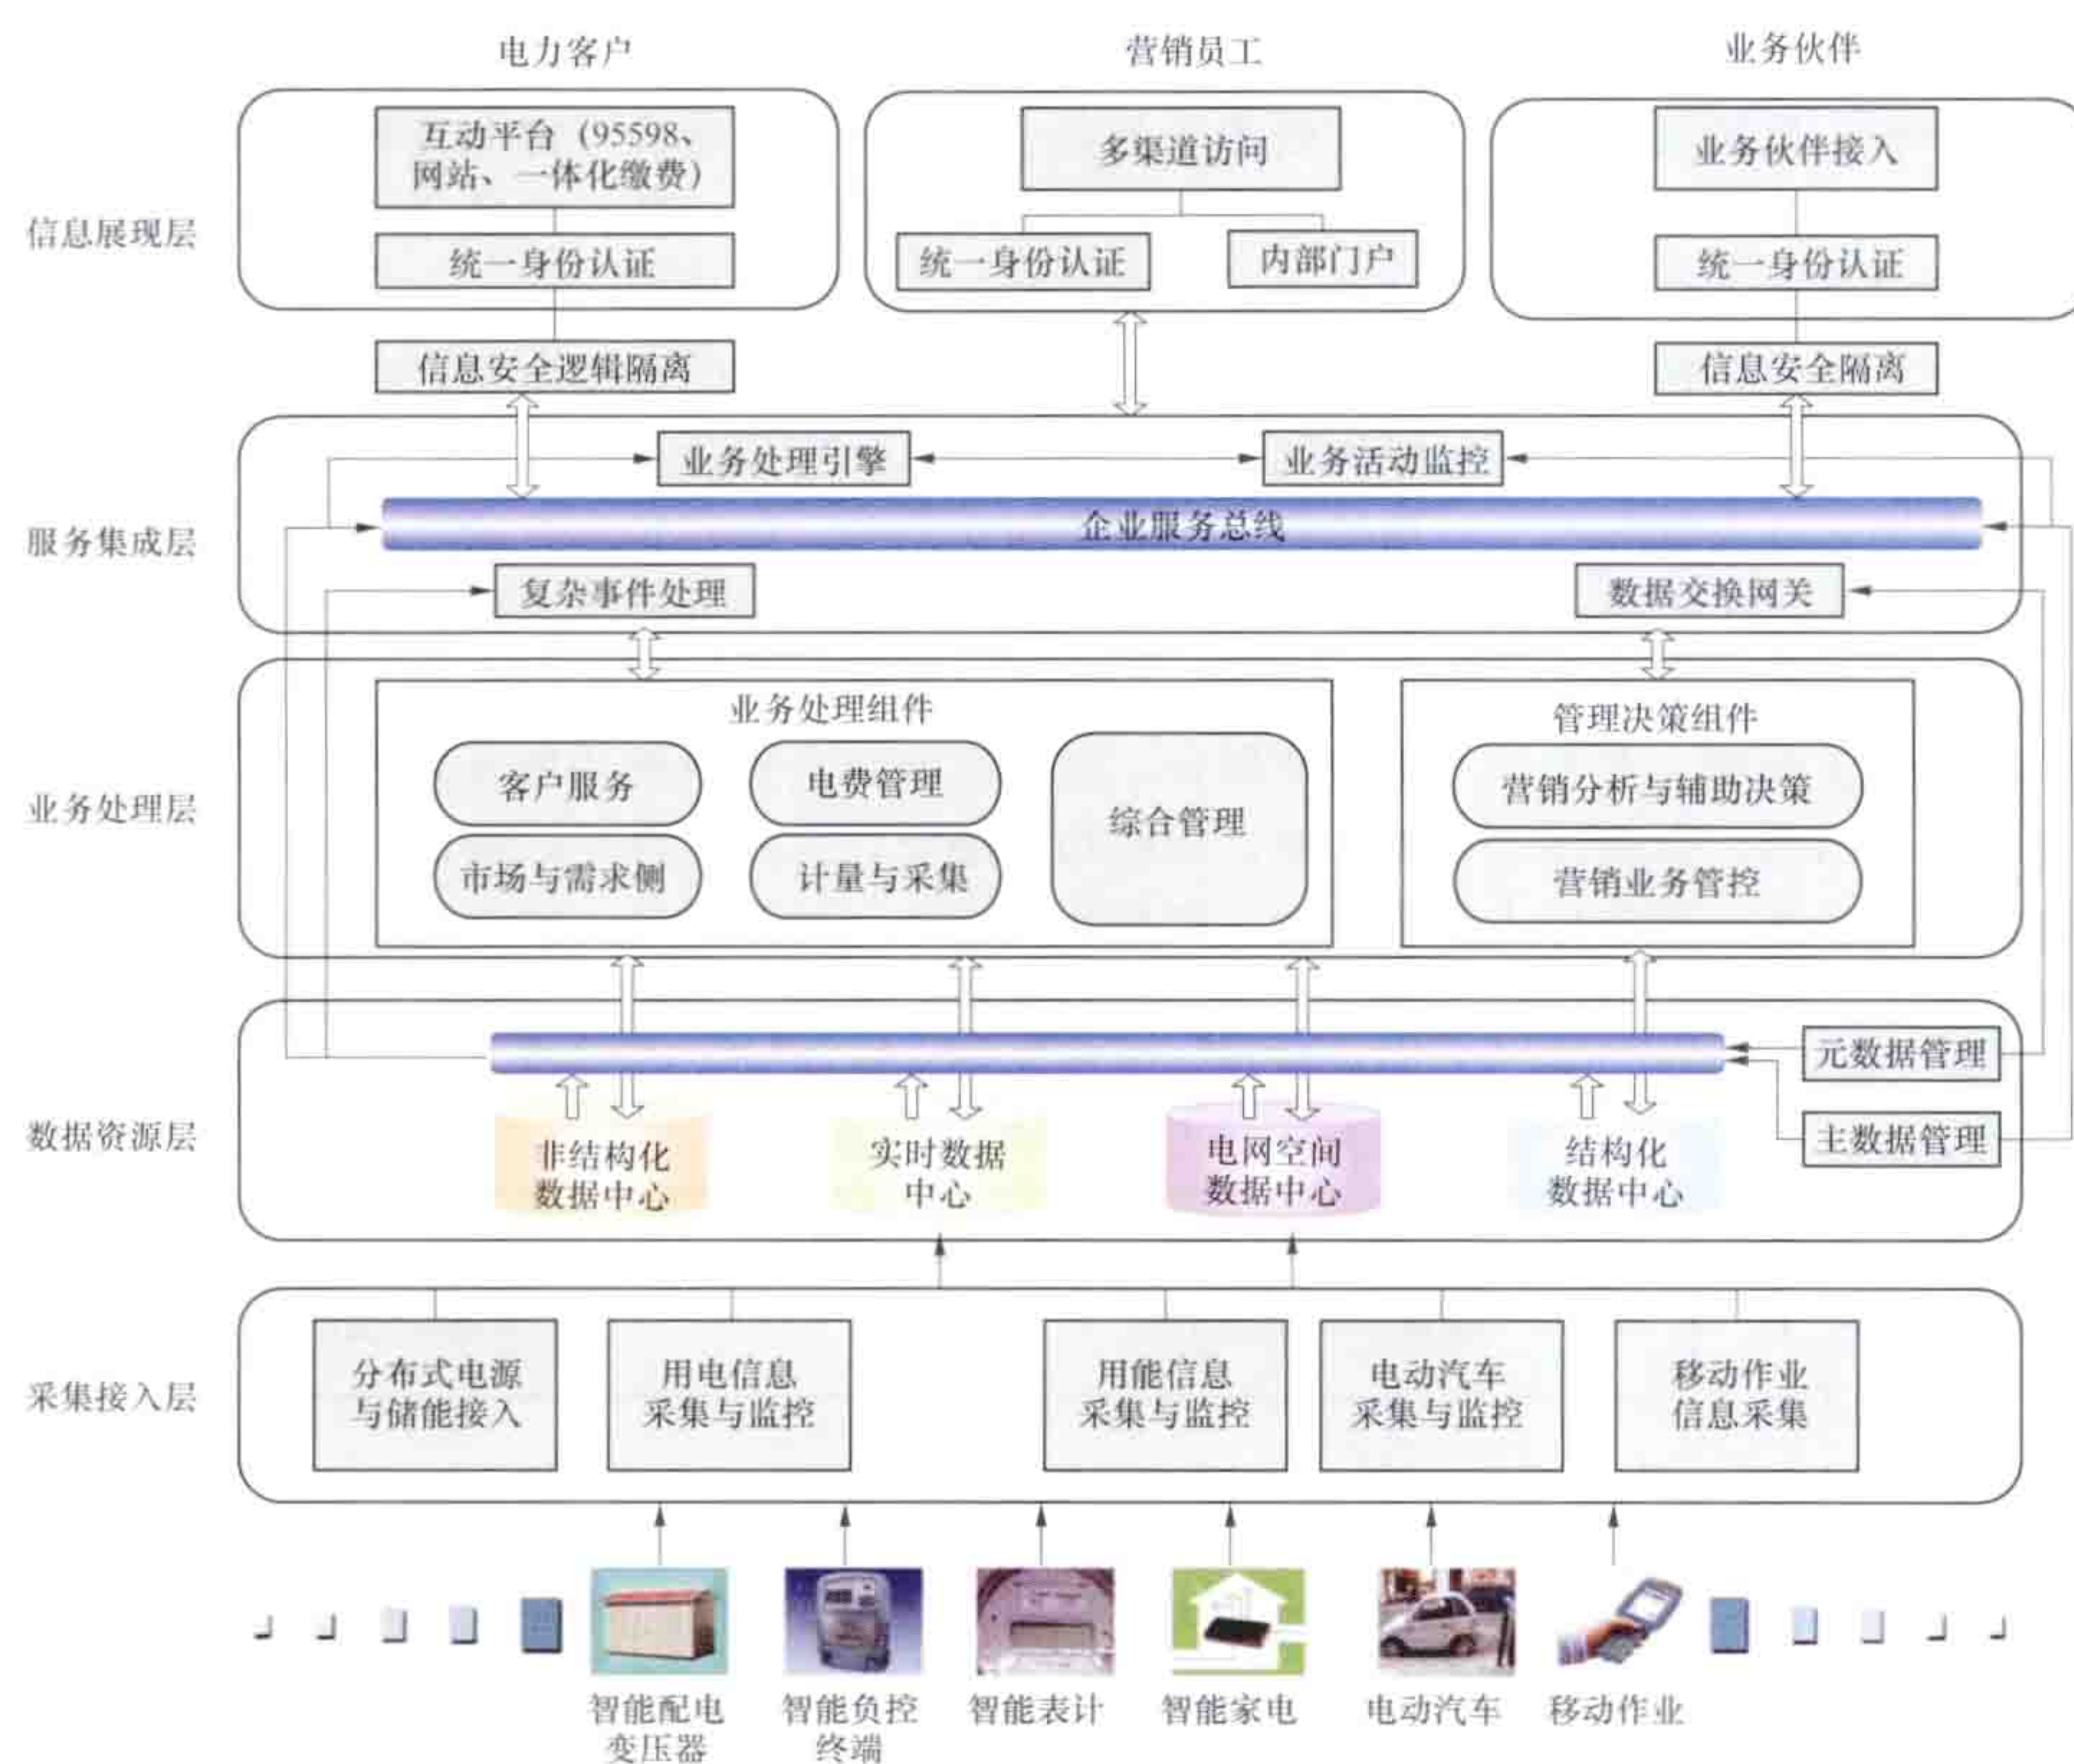 电力客户
营销员工
业务伙伴
互动平台（95598、
网站、一体化缴费）
多渠道访问
业务伙伴接入
信息展现层
统一身份认证
统一身份认证
内部门户
统一身份认证
信息安全逻辑隔离
信息安全隔离
业务处理引擎
业务活动监控
服务集成层
企业服务总线
复杂事件处理
数据交换网关
业务处理组件
管理决策组件
客户服务
电费管理
综合管理
营销分析与辅助决策
业务处理层
市场与需求侧
计量与采集
营销业务管控
元数据管理
数据资源层
非结构化
数据中心
实时数据
中心
电网空间
数据中心
结构化
数据中心
主数据管理
采集接入层
分布式电源
与储能接入
用电信息
采集与监控
用能信息
采集与监控
电动汽车
采集与监控
移动作业
信息采集
智能配电
变压器
智能负控
终端
智能表计
智能家电
电动汽车
移动作业